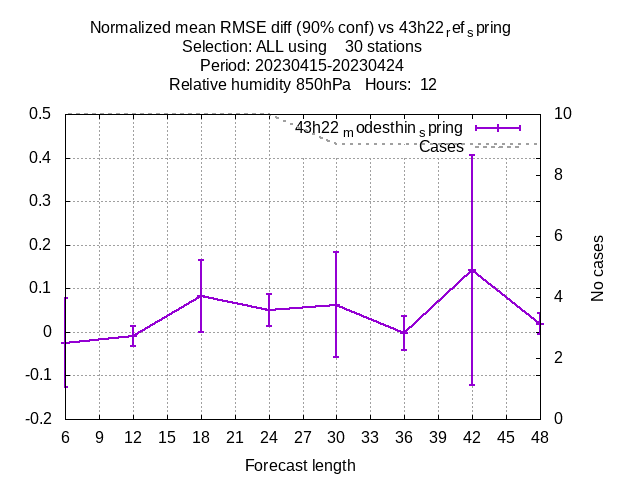 Normalized mean RMSE diff (90% conf) vs 43h22refspring
Selection: ALL using    30 stations
Period: 20230415-20230424
Relative humidity 850hPa   Hours:  12
43h22modesthinspring
Cases
0.5
0.4
0.3
0.2
0.1
0
-0.1
-0.2
10
8
6
4
2
0
No cases
6 9 12 15 18 21 24 27 30 33 36 39 42 45 48
Forecast length